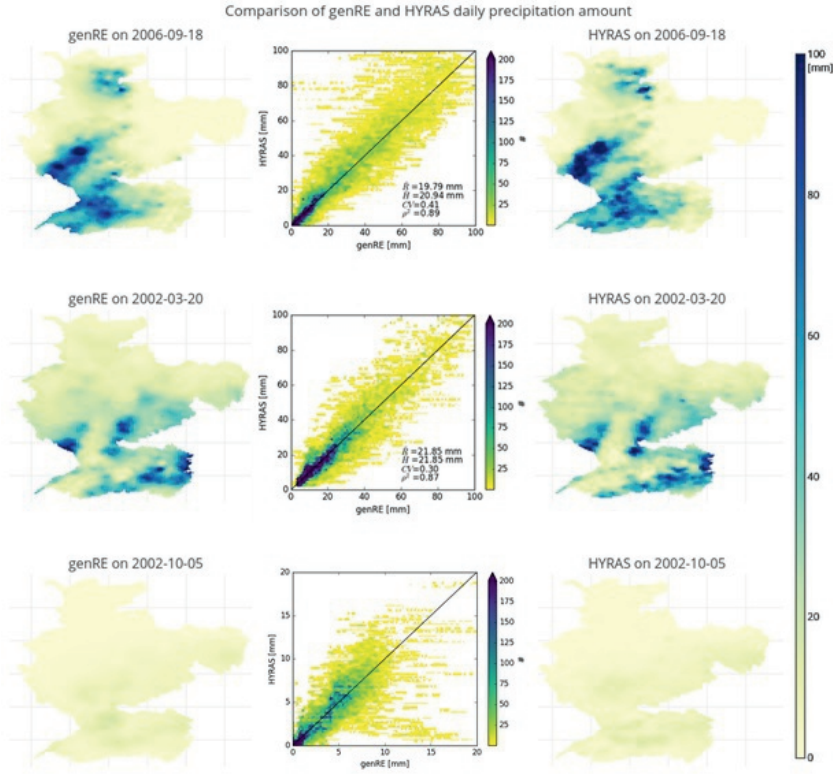 Comparison of genRE and HYRAS daily precipitation amount
genRE on 2006-09-18
HYRAS on 2006-09-18
100
80
60
40
20
0
HYRAS [mm]
0 20 40 60 80 100
genRE [mm]
R̄ =19.79 mm
H̄ =20.94 mm
CV=0.41
ρ²=0.89
200
175
150
125
100
75
50
25
#
genRE on 2002-03-20
HYRAS on 2002-03-20
100
80
60
40
20
0
HYRAS [mm]
0 20 40 60 80 100
genRE [mm]
R̄ =21.85 mm
H̄ =21.85 mm
CV=0.30
ρ²=0.87
200
175
150
125
100
75
50
25
#
genRE on 2002-10-05
HYRAS on 2002-10-05
20
15
10
5
0
HYRAS [mm]
0 5 10 15 20
genRE [mm]
200
175
150
125
100
75
50
25
#
100
[mm]
80
60
40
20
0